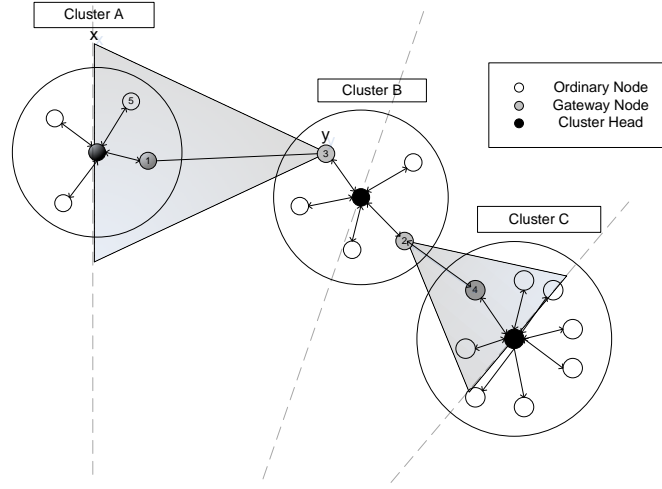 Cluster A
x
Cluster B
Ordinary Node
Gateway Node
Cluster Head
5
y
1
3
Cluster C
2
4